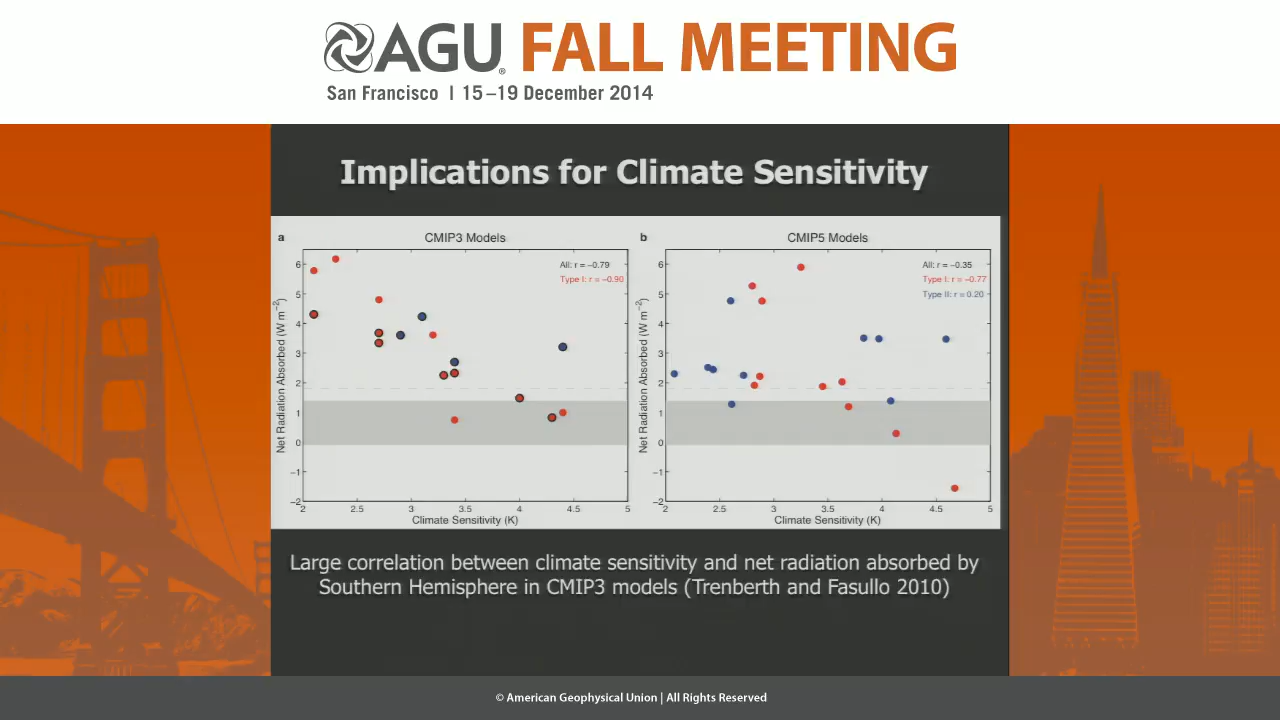 AGU FALL MEETING
San Francisco | 15–19 December 2014
Implications for Climate Sensitivity
a
CMIP3 Models
All: r = −0.79
Type I: r = −0.90
Net Radiation Absorbed (W m−2)
6
5
4
3
2
1
0
−1
−2
2
2.5
3
3.5
4
4.5
5
Climate Sensitivity (K)
b
CMIP5 Models
All: r = −0.35
Type I: r = −0.77
Type II: r = 0.20
Net Radiation Absorbed (W m−2)
6
5
4
3
2
1
0
−1
−2
2
2.5
3
3.5
4
4.5
5
Climate Sensitivity (K)
Large correlation between climate sensitivity and net radiation absorbed by
Southern Hemisphere in CMIP3 models (Trenberth and Fasullo 2010)
© American Geophysical Union | All Rights Reserved